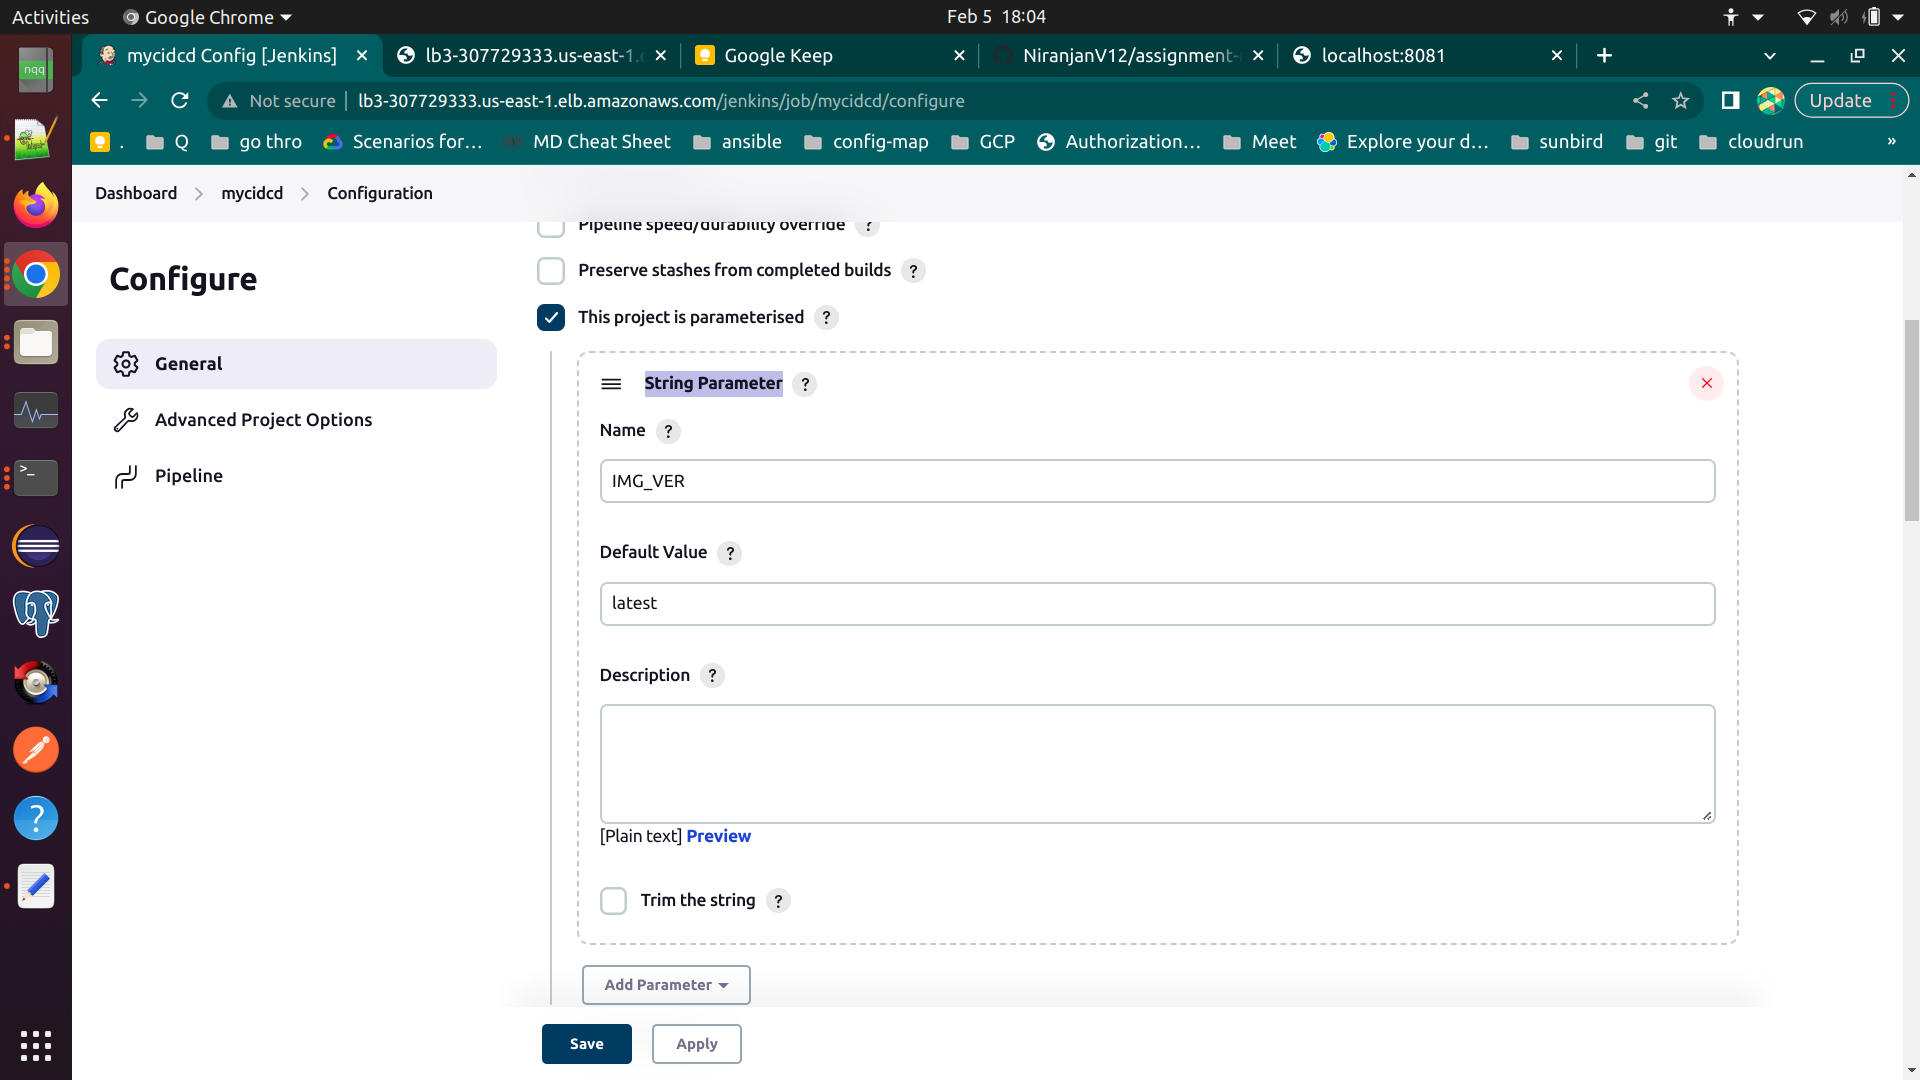 Activities Google Chrome Feb 5 18:04
nqq
mycidcd Config [Jenkins] lb3-307729333.us-east-1. Google Keep NiranjanV12/assignment- localhost:8081
Not secure lb3-307729333.us-east-1.elb.amazonaws.com/jenkins/job/mycidcd/configure Update
. Q go thro Scenarios for... MD Cheat Sheet ansible config-map GCP Authorization... Meet Explore your d... sunbird git cloudrun »
Dashboard > mycidcd > Configuration
Pipeline speed/durability override ?
Configure
Preserve stashes from completed builds ?
This project is parameterised ?
General
Advanced Project Options
Pipeline
String Parameter ?
Name ?
IMG_VER
Default Value ?
latest
Description ?
[Plain text] Preview
Trim the string ?
Add Parameter
Save Apply